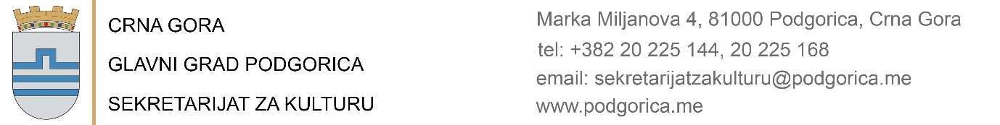 CRNA GORA
GLAVNI GRAD PODGORICA
SEKRETARIJAT ZA KULTURU
Marka Miljanova 4, 81000 Podgorica, Crna Gora
tel: +382 20 225 144, 20 225 168
email: sekretarijatzakulturu@podgorica.me
www.podgorica.me